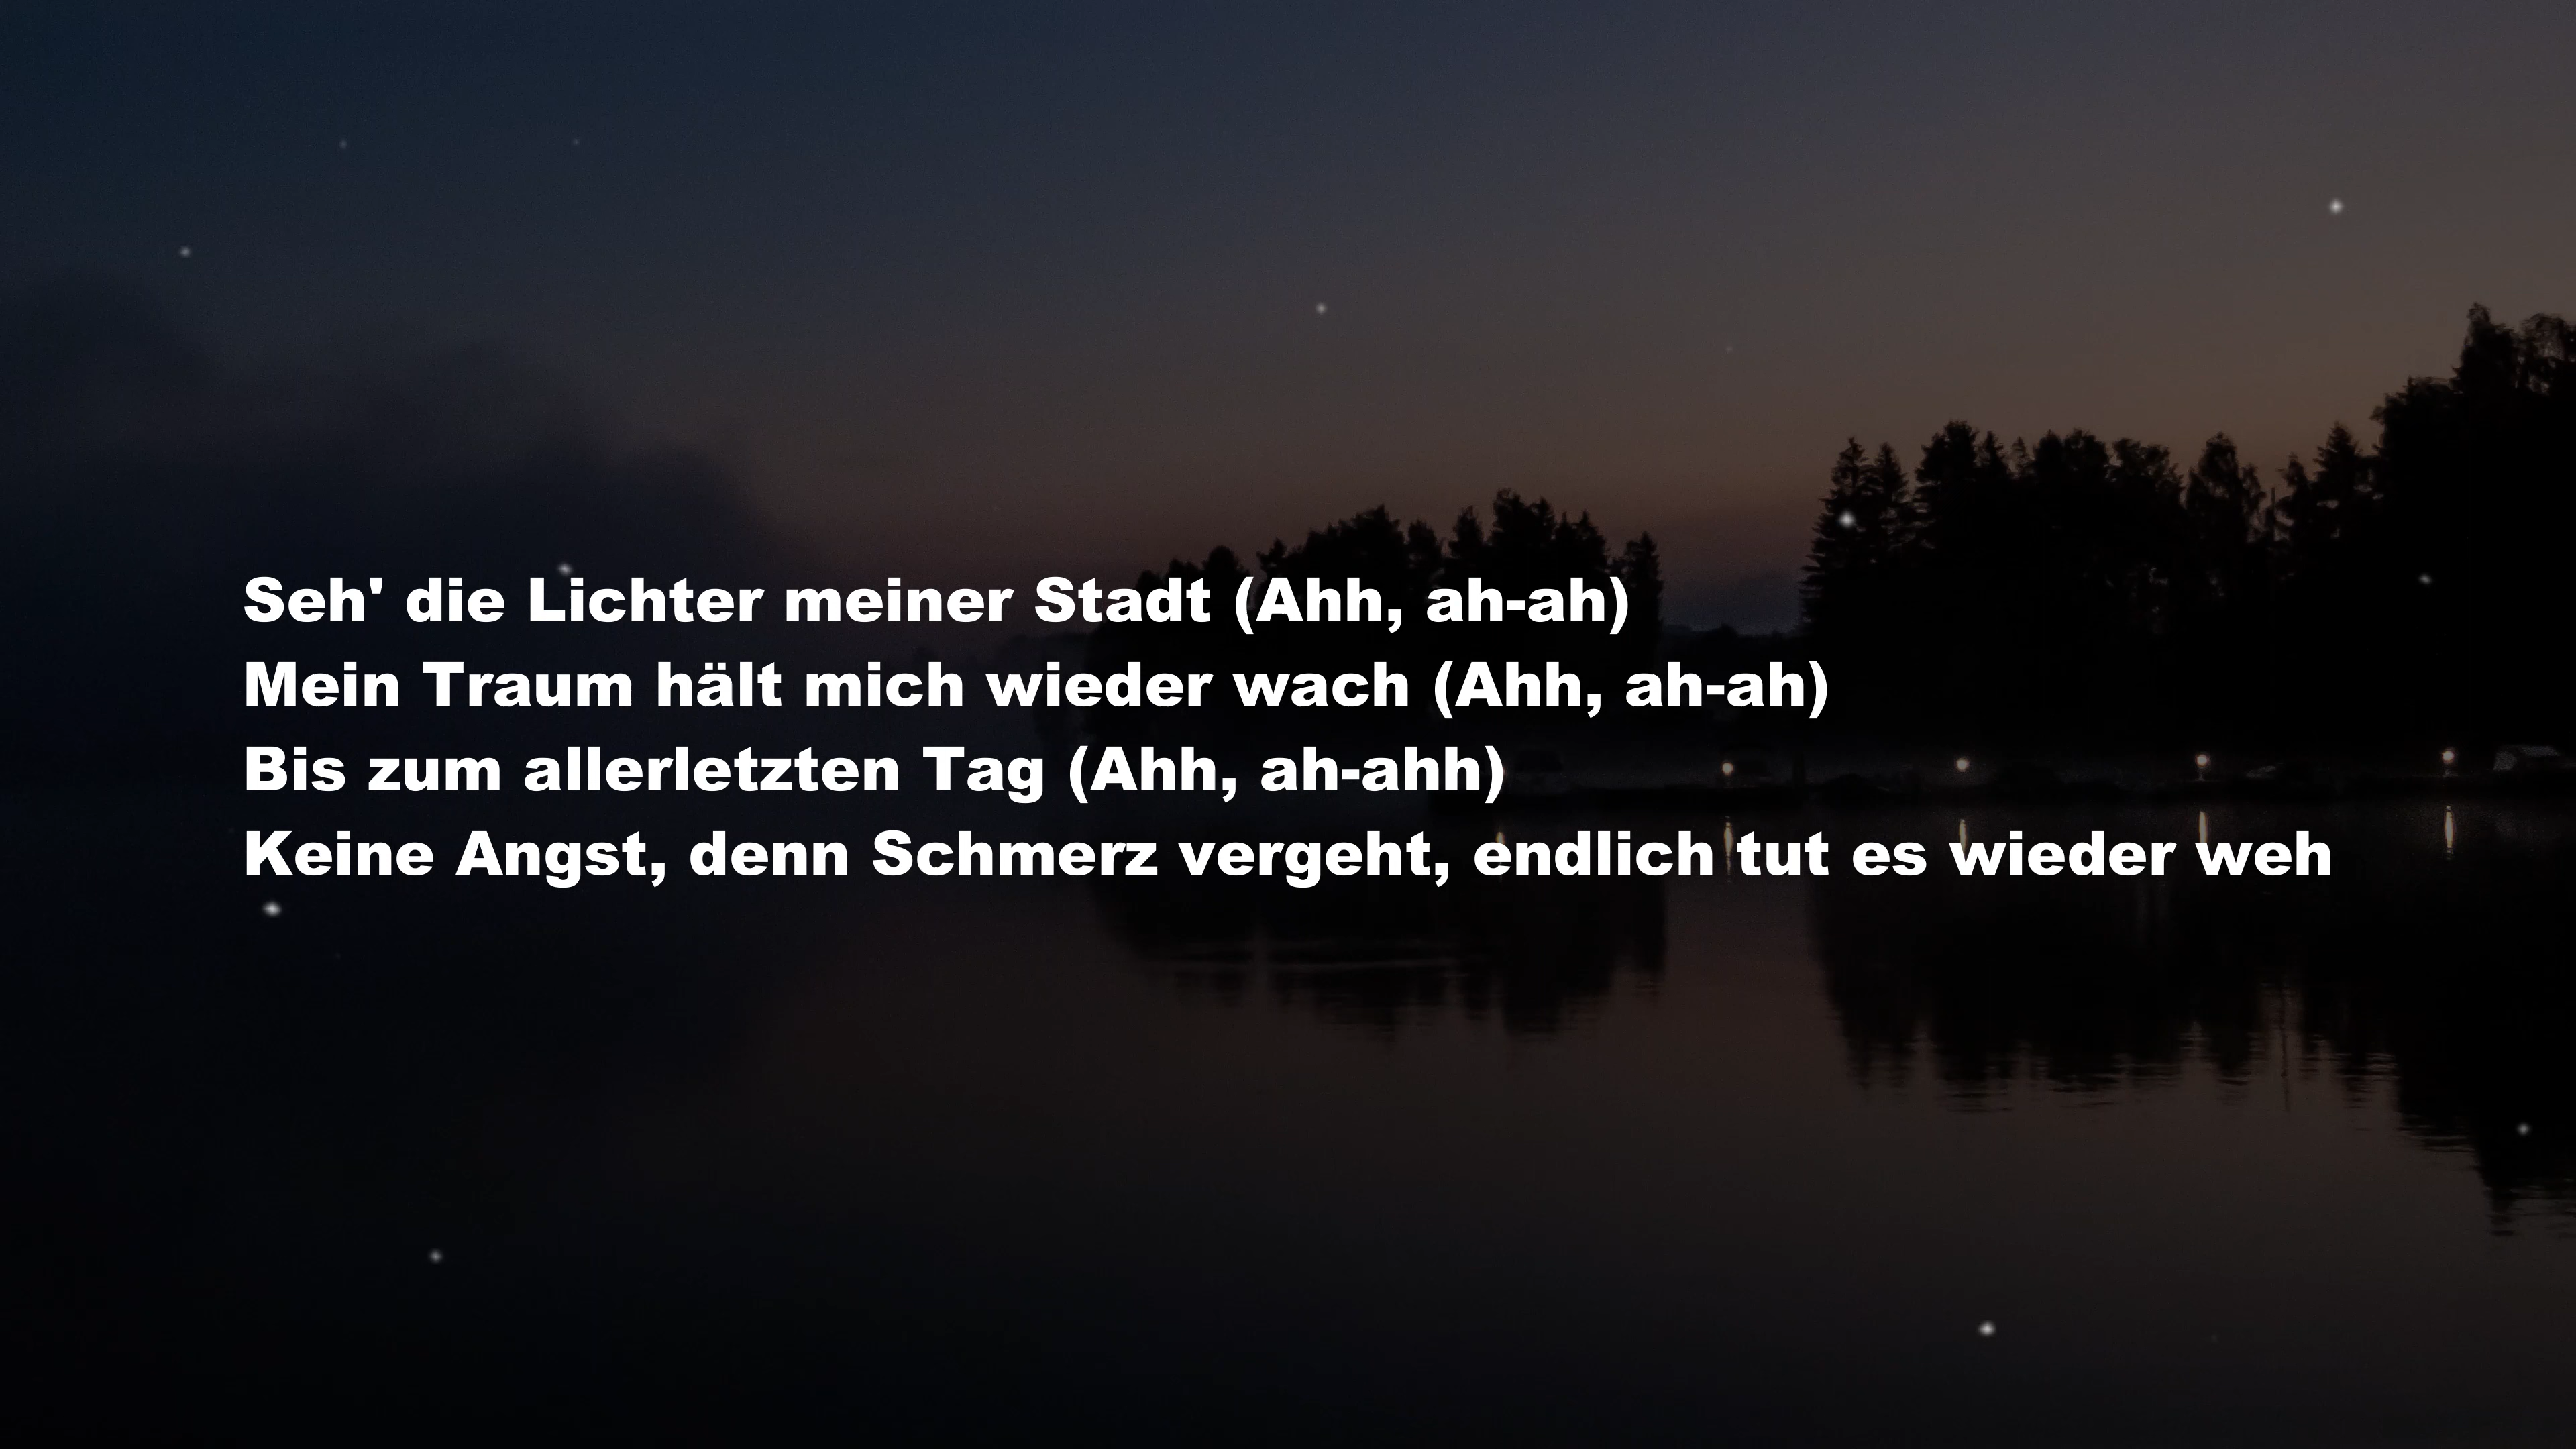 Seh' die Lichter meiner Stadt (Ahh, ah-ah)
Mein Traum hält mich wieder wach (Ahh, ah-ah)
Bis zum allerletzten Tag (Ahh, ah-ahh)
Keine Angst, denn Schmerz vergeht, endlich tut es wieder weh